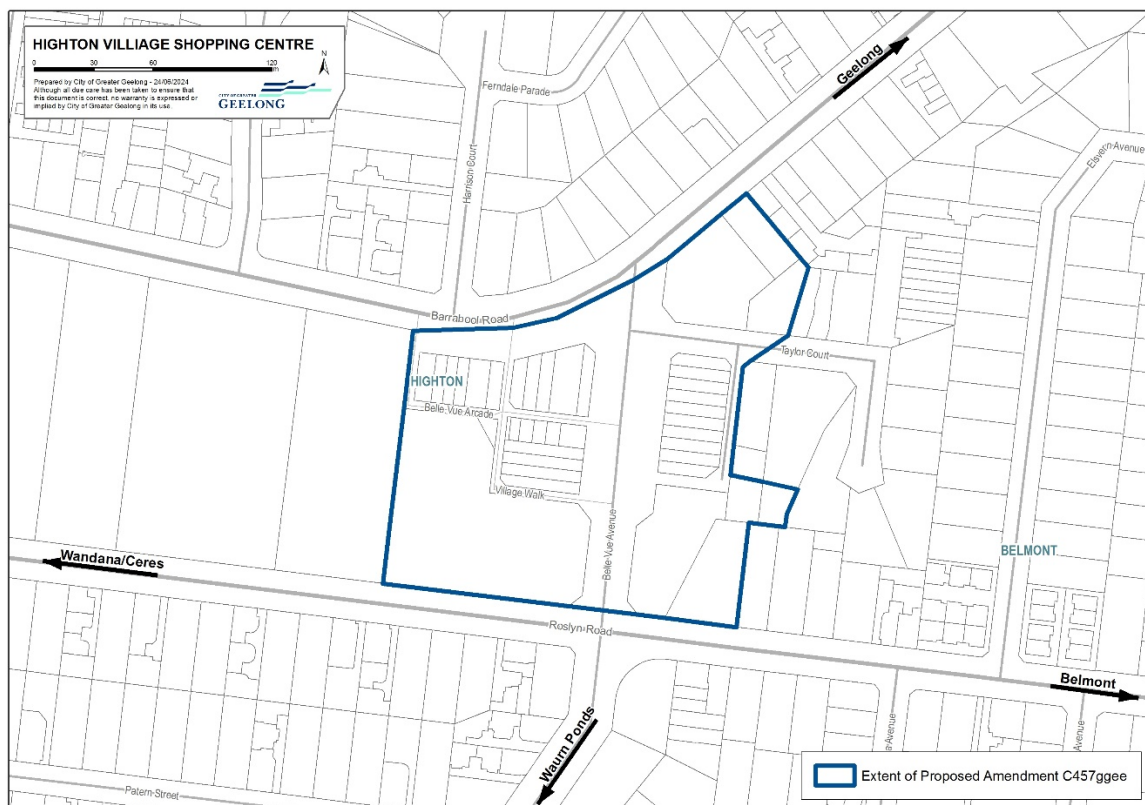 HIGHTON VILLIAGE SHOPPING CENTRE
0 30 60 120
m
N
Prepared by City of Greater Geelong - 24/06/2024
Although all due care has been taken to ensure that
this document is correct, no warranty is expressed or
implied by City of Greater Geelong in its use.
CITY OF GREATER
GEELONG
Ferndale Parade
Geelong
Harrison Court
Elsvern Avenue
Barrabool Road
Taylor Court
HIGHTON
Belle Vue Arcade
Village Walk
Belle Vue Avenue
BELMONT
Wandana/Ceres
Roslyn Road
Belmont
Waurn Ponds
a Avenue
Avenue
Patern Street
Extent of Proposed Amendment C457ggee